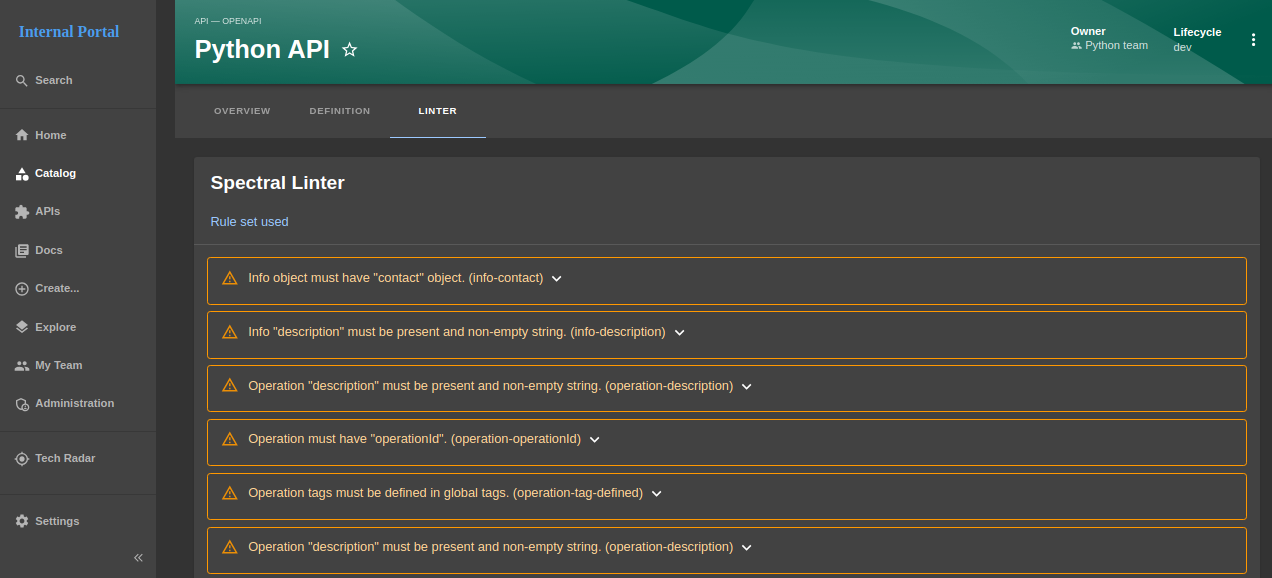 Internal Portal
Search
Home
Catalog
APIs
Docs
Create...
Explore
My Team
Administration
Tech Radar
Settings
API — OPENAPI
Python API
Owner
Python team
Lifecycle
dev
OVERVIEW DEFINITION LINTER
Spectral Linter
Rule set used
Info object must have "contact" object. (info-contact)
Info "description" must be present and non-empty string. (info-description)
Operation "description" must be present and non-empty string. (operation-description)
Operation must have "operationId". (operation-operationId)
Operation tags must be defined in global tags. (operation-tag-defined)
Operation "description" must be present and non-empty string. (operation-description)